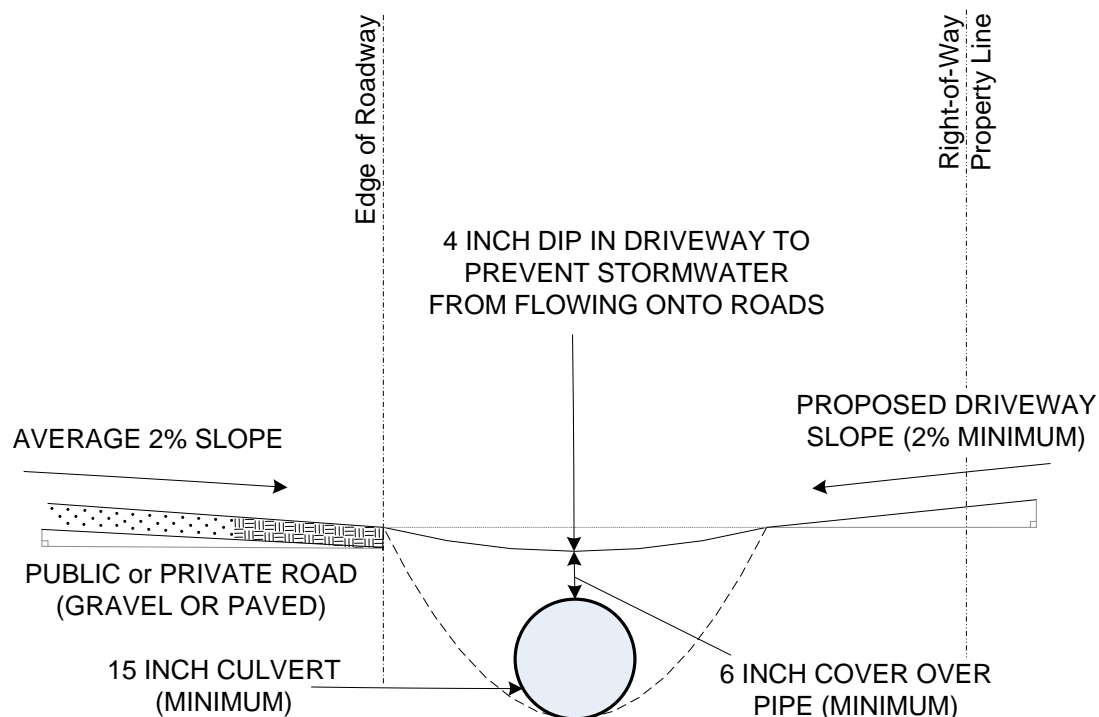 Edge of Roadway
Right-of-Way
Property Line
4 INCH DIP IN DRIVEWAY TO
PREVENT STORMWATER
FROM FLOWING ONTO ROADS
AVERAGE 2% SLOPE
PROPOSED DRIVEWAY
SLOPE (2% MINIMUM)
PUBLIC or PRIVATE ROAD
(GRAVEL OR PAVED)
15 INCH CULVERT
(MINIMUM)
6 INCH COVER OVER
PIPE (MINIMUM)